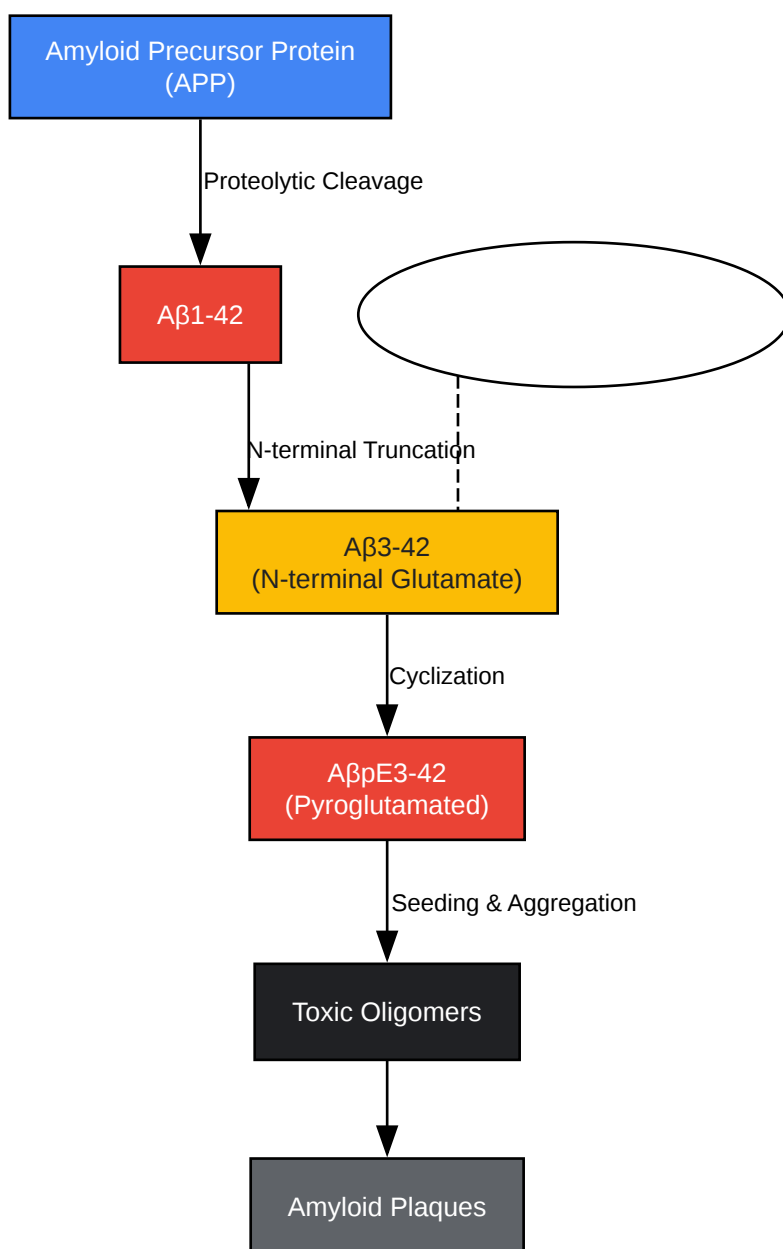 Amyloid Precursor Protein
(APP)
Proteolytic Cleavage
Aβ1-42
N-terminal Truncation
Aβ3-42
(N-terminal Glutamate)
Cyclization
AβpE3-42
(Pyroglutamated)
Seeding & Aggregation
Toxic Oligomers
Amyloid Plaques